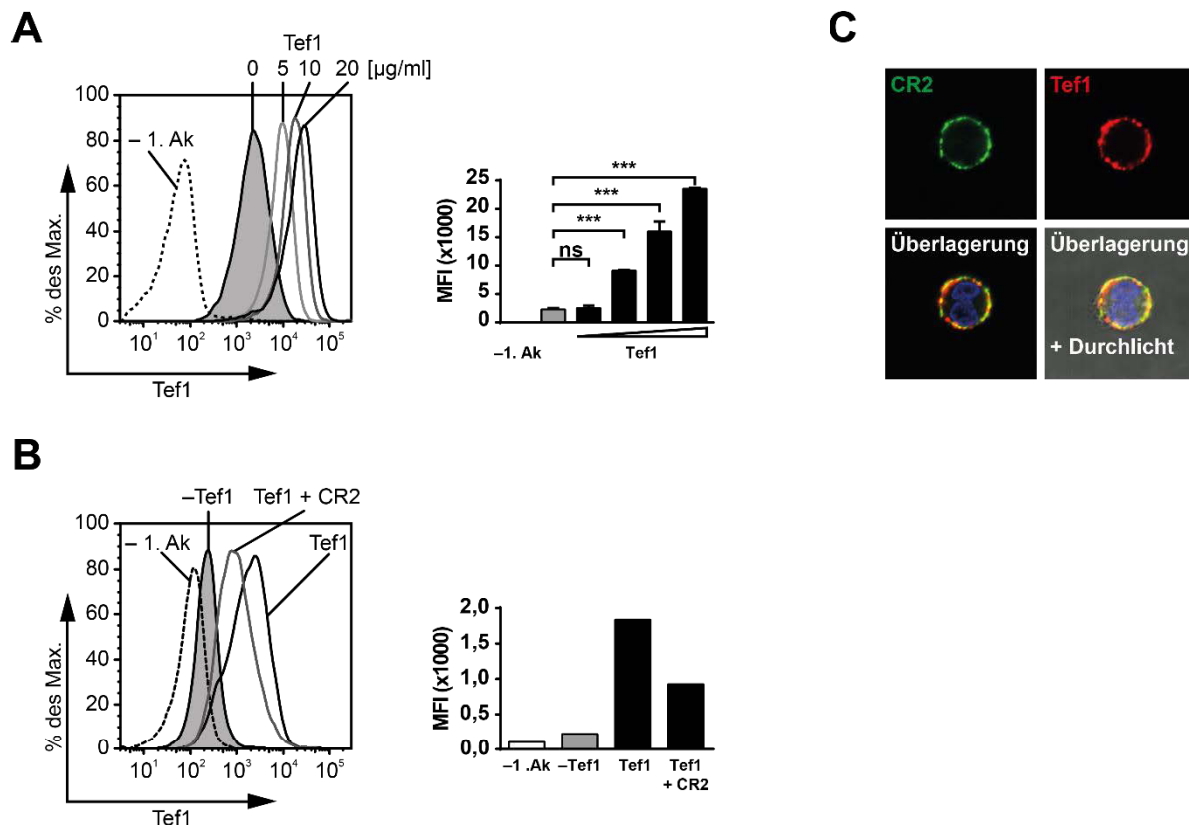 A
Tef1
0 5 10 20 [µg/ml]
– 1. Ak
100
80
60
40
20
0
% des Max.
10¹ 10² 10³ 10⁴ 10⁵
Tef1
MFI (x1000)
25
20
15
10
5
0
ns
***
***
***
–1. Ak
Tef1
C
CR2
Tef1
Überlagerung
Überlagerung
+ Durchlicht
B
–Tef1 Tef1 + CR2
– 1. Ak
Tef1
100
80
60
40
20
0
% des Max.
10¹ 10² 10³ 10⁴ 10⁵
Tef1
MFI (x1000)
2,0
1,5
1,0
0,5
0,0
–1 .Ak –Tef1 Tef1 Tef1
+ CR2